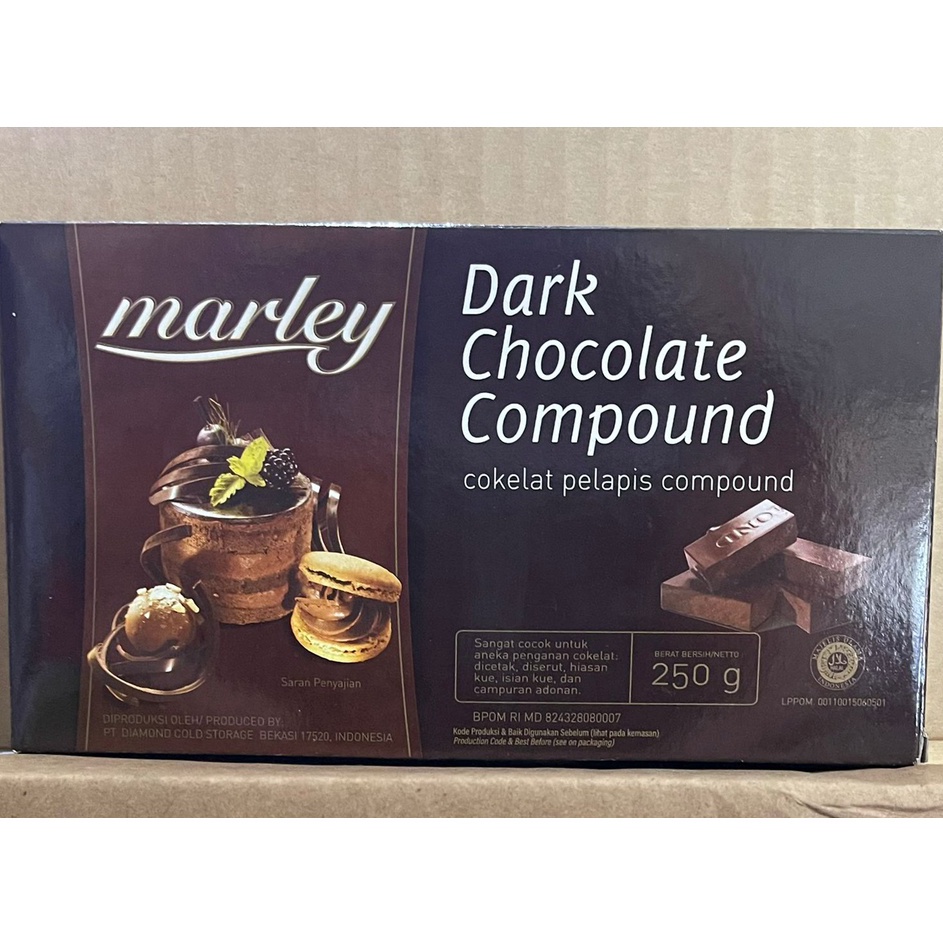 marley
Dark
Chocolate
Compound
cokelat pelapis compound
Sangat cocok untuk
aneka penganan cokelat:
dicetak, diserut, hiasan
kue, isian kue, dan
campuran adonan.
BERAT BERSIH/NETTO
250 g
HALAL
INDONESIA
LPPOM. 00110015060501
Saran Penyajian
DIPRODUKSI OLEH/ PRODUCED BY:
PT. DIAMOND COLD STORAGE BEKASI 17520, INDONESIA
BPOM RI MD 824328080007
Kode Produksi & Baik Digunakan Sebelum (lihat pada kemasan)
Production Code & Best Before (see on packaging)